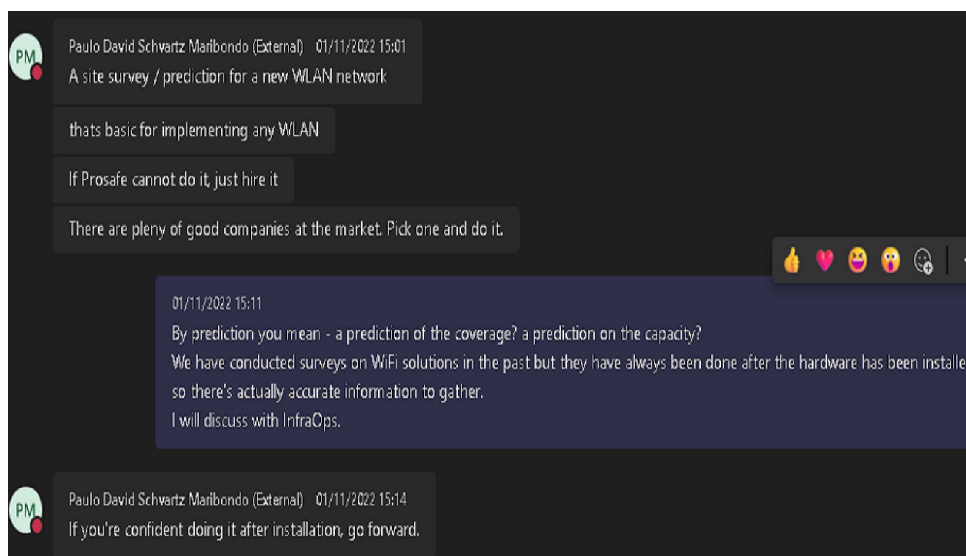 PM
Paulo David Schvartz Maribondo (External) 01/11/2022 15:01
A site survey / prediction for a new WLAN network
thats basic for implementing any WLAN
If Prosafe cannot do it, just hire it
There are pleny of good companies at the market. Pick one and do it.
01/11/2022 15:11
By prediction you mean - a prediction of the coverage? a prediction on the capacity?
We have conducted surveys on WiFi solutions in the past but they have always been done after the hardware has been installe
so there's actually accurate information to gather.
I will discuss with InfraOps.
PM
Paulo David Schvartz Maribondo (External) 01/11/2022 15:14
If you're confident doing it after installation, go forward.